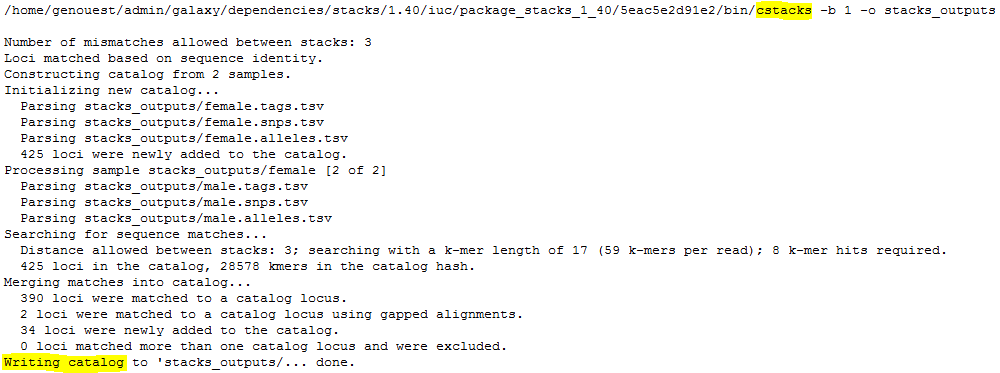 /home/genouest/admin/galaxy/dependencies/stacks/1.40/iuc/package_stacks_1_40/5eac5e2d91e2/bin/cstacks -b 1 -o stacks_outputs
Number of mismatches allowed between stacks: 3
Loci matched based on sequence identity.
Constructing catalog from 2 samples.
Initializing new catalog...
Parsing stacks_outputs/female.tags.tsv
Parsing stacks_outputs/female.snps.tsv
Parsing stacks_outputs/female.alleles.tsv
425 loci were newly added to the catalog.
Processing sample stacks_outputs/female [2 of 2]
Parsing stacks_outputs/male.tags.tsv
Parsing stacks_outputs/male.snps.tsv
Parsing stacks_outputs/male.alleles.tsv
Searching for sequence matches...
Distance allowed between stacks: 3; searching with a k-mer length of 17 (59 k-mers per read); 8 k-mer hits required.
425 loci in the catalog, 28578 kmers in the catalog hash.
Merging matches into catalog...
390 loci were matched to a catalog locus.
2 loci were matched to a catalog locus using gapped alignments.
34 loci were newly added to the catalog.
0 loci matched more than one catalog locus and were excluded.
Writing catalog to 'stacks_outputs/... done.